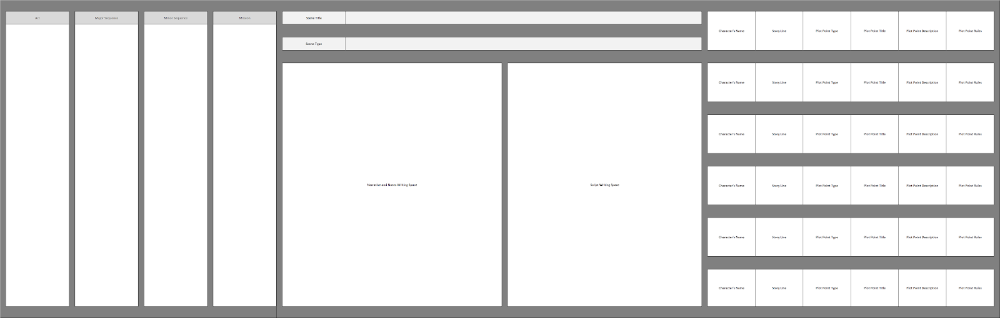 Act
Major Sequence
Minor Sequence
Mission
Scene Title
Scene Type
Narrative and Notes Writing Space
Script Writing Space
Character's Name Story Line Plot Point Type Plot Point Title Plot Point Description Plot Point Rules
Character's Name Story Line Plot Point Type Plot Point Title Plot Point Description Plot Point Rules
Character's Name Story Line Plot Point Type Plot Point Title Plot Point Description Plot Point Rules
Character's Name Story Line Plot Point Type Plot Point Title Plot Point Description Plot Point Rules
Character's Name Story Line Plot Point Type Plot Point Title Plot Point Description Plot Point Rules
Character's Name Story Line Plot Point Type Plot Point Title Plot Point Description Plot Point Rules